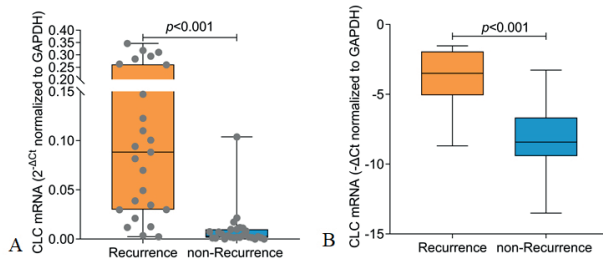 p<0.001
CLC mRNA (2^-ΔCt normalized to GAPDH)
0.40
0.35
0.30
0.25
0.20
0.15
0.10
0.05
0.00
Recurrence non-Recurrence
A
p<0.001
CLC mRNA (-ΔCt normalized to GAPDH)
0
-5
-10
-15
Recurrence non-Recurrence
B